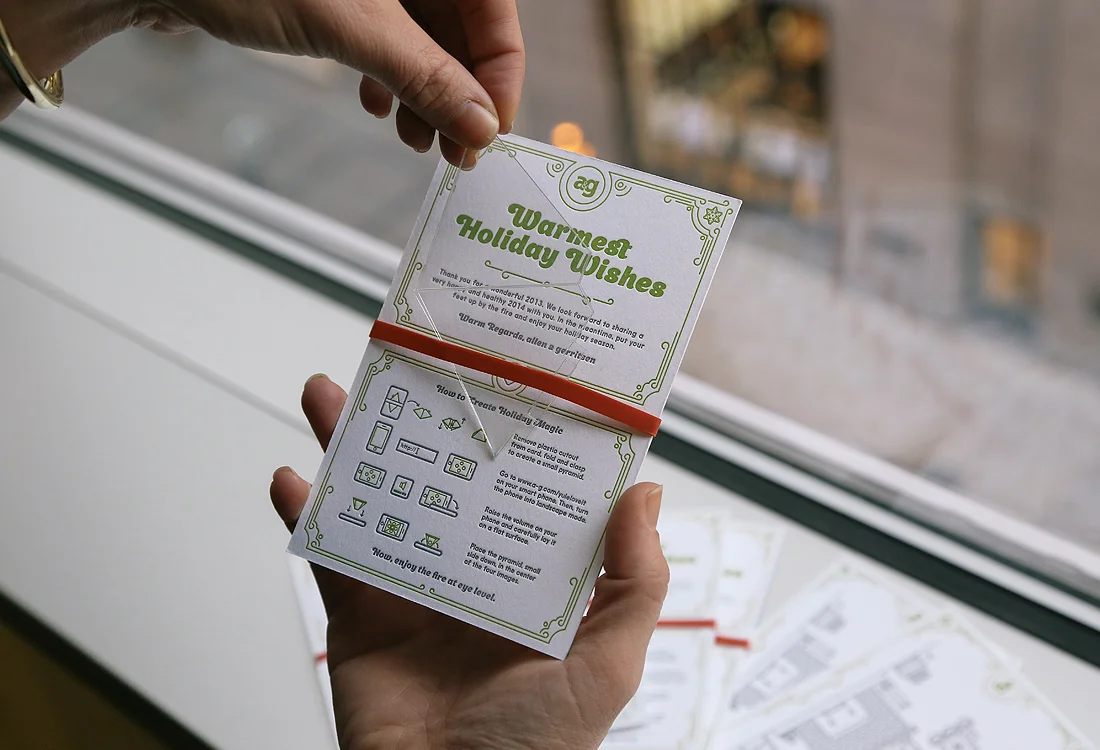 a&g
Warmest
Holiday Wishes
Thank you for a wonderful 2013. We look forward to sharing a
very happy and healthy 2014 with you. In the meantime, put your
feet up by the fire and enjoy your holiday season.
Warm Regards, allen & gerritsen
How to Create Holiday Magic
http://
Remove plastic cutout
from card, fold and clasp
to create a small pyramid.
Go to www.a-g.com/yuleloveit
on your smart phone. Then, turn
the phone into landscape mode.
Raise the volume on your
phone and carefully lay it
on a flat surface.
Place the pyramid, small
side down, in the center
of the four images.
Now, enjoy the fire at eye level.